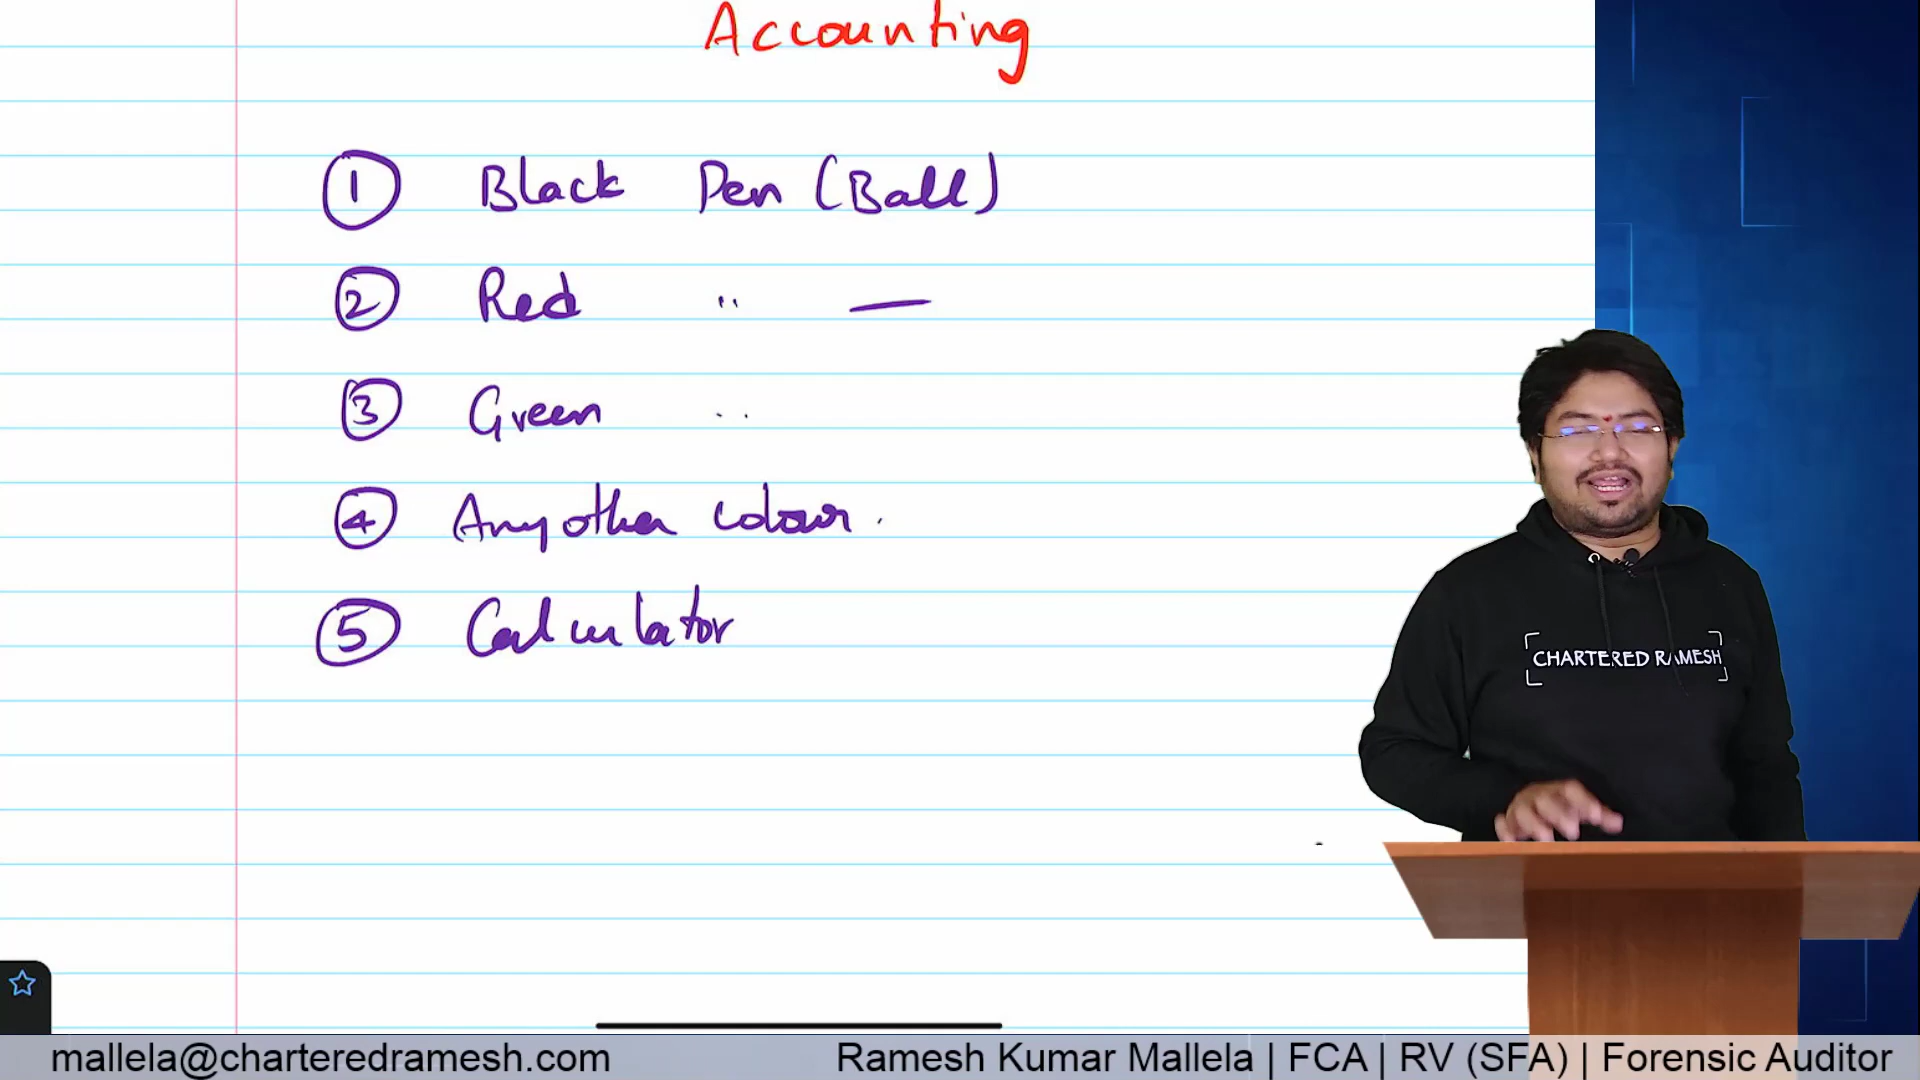 Accounting
1 Black Pen (Ball)
2 Red " —
3 Green "
4 Any other colour.
5 Calculator
CHARTERED RAMESH
mallela@charteredramesh.com
Ramesh Kumar Mallela | FCA | RV (SFA) | Forensic Auditor